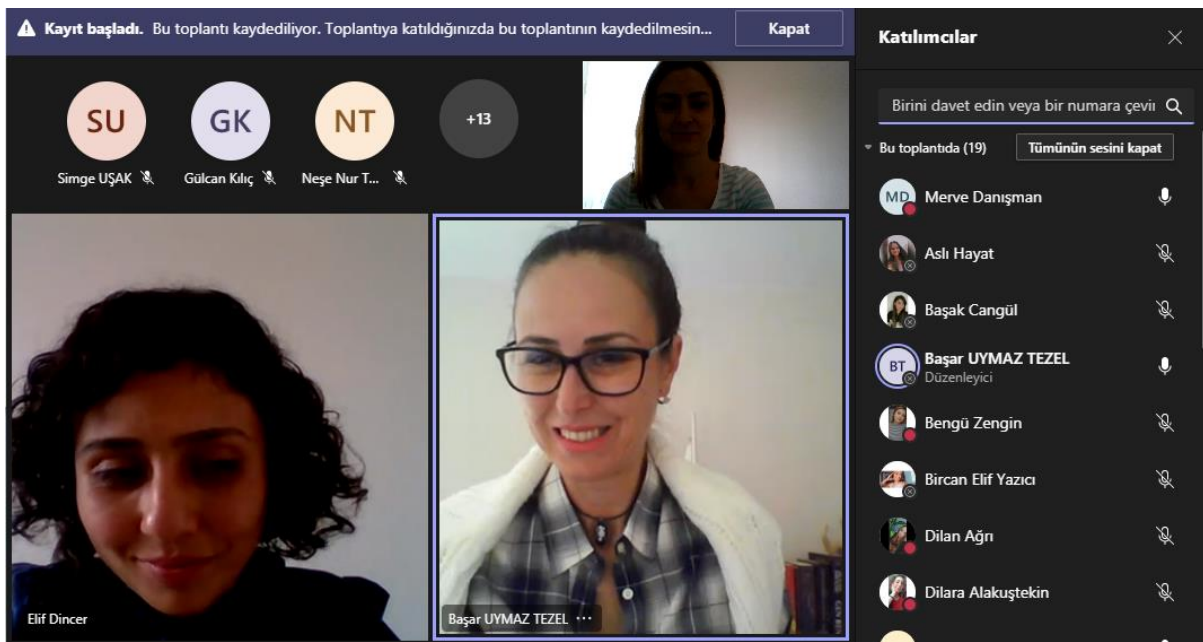 Kayıt başladı. Bu toplantı kaydediliyor. Toplantıya katıldığınızda bu toplantının kaydedilmesin...
Kapat
SU
GK
NT
+13
Simge UŞAK
Gülcan Kılıç
Neşe Nur T...
Elif Dincer
Başar UYMAZ TEZEL ...
Katılımcılar
Birini davet edin veya bir numara çevir
Bu toplantıda (19)
Tümünün sesini kapat
MD
Merve Danışman
Aslı Hayat
Başak Cangül
BT
Başar UYMAZ TEZEL
Düzenleyici
Bengü Zengin
Bircan Elif Yazıcı
Dilan Ağrı
Dilara Alakuştekin